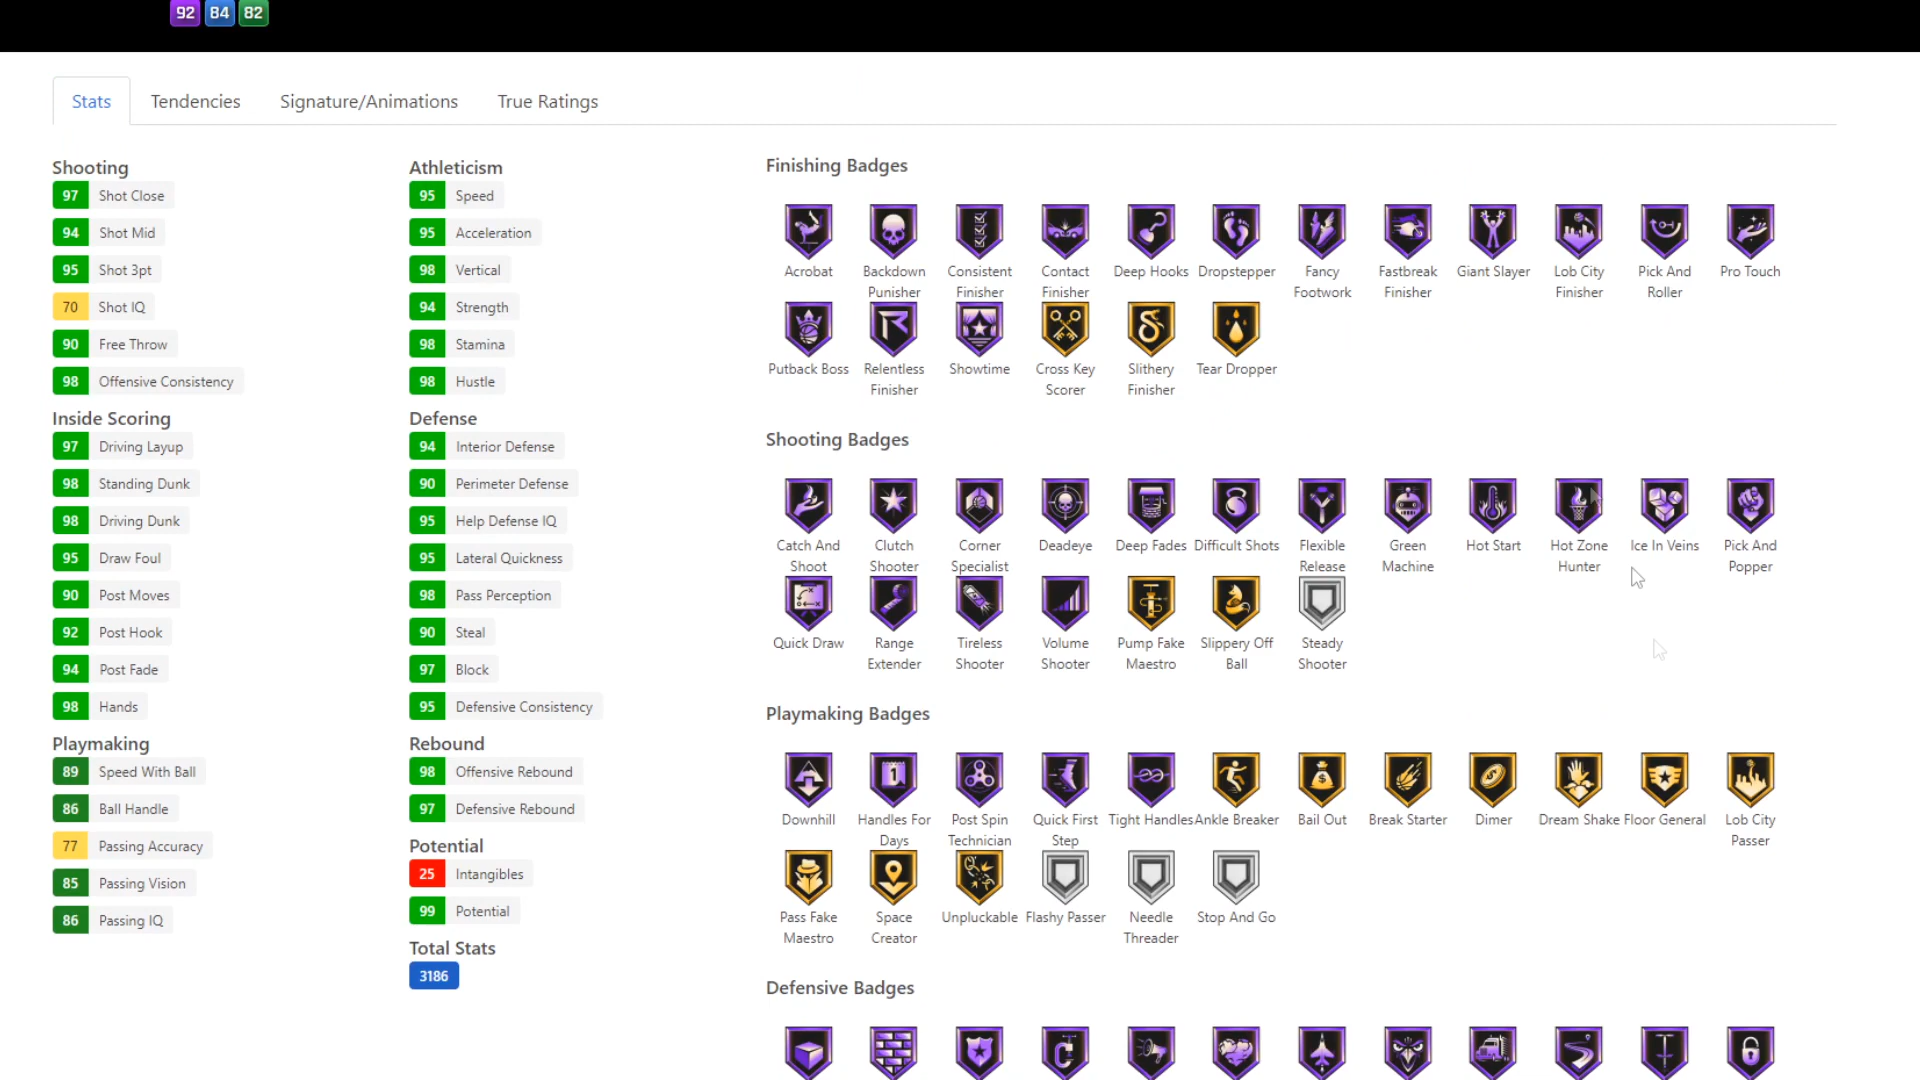 92 84 82
Stats Tendencies Signature/Animations True Ratings
Shooting
97 Shot Close
94 Shot Mid
95 Shot 3pt
70 Shot IQ
90 Free Throw
98 Offensive Consistency
Inside Scoring
97 Driving Layup
98 Standing Dunk
98 Driving Dunk
95 Draw Foul
90 Post Moves
92 Post Hook
94 Post Fade
98 Hands
Playmaking
89 Speed With Ball
86 Ball Handle
77 Passing Accuracy
85 Passing Vision
86 Passing IQ
Athleticism
95 Speed
95 Acceleration
98 Vertical
94 Strength
98 Stamina
98 Hustle
Defense
94 Interior Defense
90 Perimeter Defense
95 Help Defense IQ
95 Lateral Quickness
98 Pass Perception
90 Steal
97 Block
95 Defensive Consistency
Rebound
98 Offensive Rebound
97 Defensive Rebound
Potential
25 Intangibles
99 Potential
Total Stats
3186
Finishing Badges
Acrobat Backdown Consistent Contact Deep Hooks Dropstepper Fancy Fastbreak Giant Slayer Lob City Pick And Pro Touch
Punisher Finisher Finisher Footwork Finisher Finisher Roller
Putback Boss Relentless Showtime Cross Key Slithery Tear Dropper
Finisher Scorer Finisher
Shooting Badges
Catch And Clutch Corner Deadeye Deep Fades Difficult Shots Flexible Green Hot Start Hot Zone Ice In Veins Pick And
Shoot Shooter Specialist Release Machine Hunter Popper
Quick Draw Range Tireless Volume Pump Fake Slippery Off Steady
Extender Shooter Shooter Maestro Ball Shooter
Playmaking Badges
1
Downhill Handles For Post Spin Quick First Tight Handles Ankle Breaker Bail Out Break Starter Dimer Dream Shake Floor General Lob City
Days Technician Step Passer
Pass Fake Space Unpluckable Flashy Passer Needle Stop And Go
Maestro Creator Threader
Defensive Badges